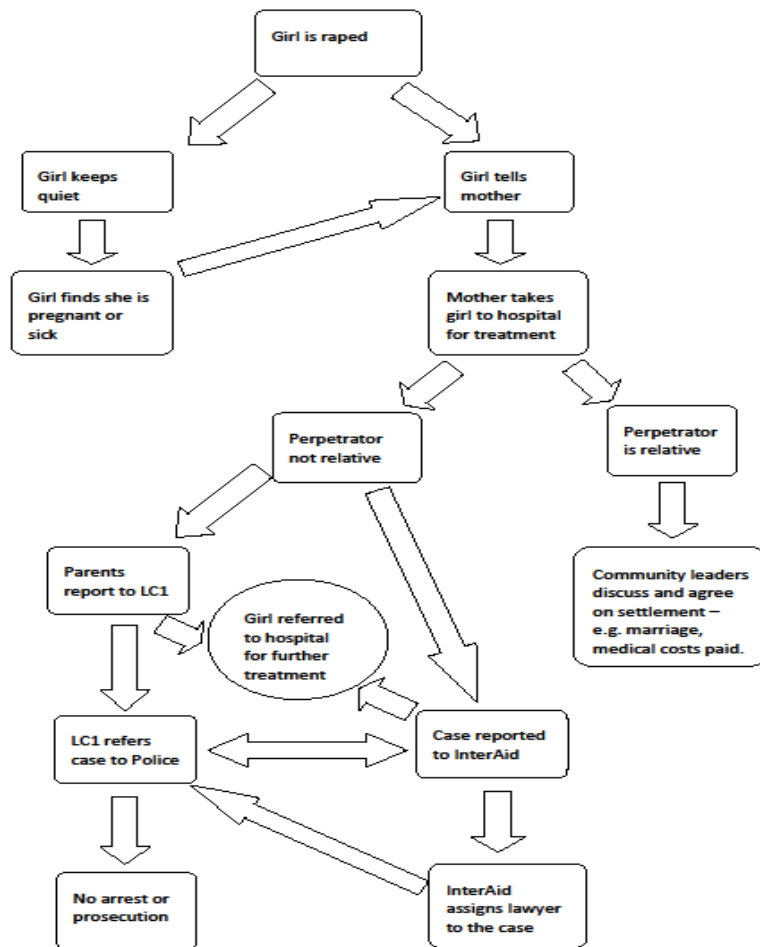 Girl is raped
Girl keeps
quiet
Girl tells
mother
Girl finds she is
pregnant or
sick
Mother takes
girl to hospital
for treatment
Perpetrator
not relative
Perpetrator
is relative
Parents
report to LC1
Girl referred
to hospital
for further
treatment
Community leaders
discuss and agree
on settlement –
e.g. marriage,
medical costs paid.
LC1 refers
case to Police
Case reported
to InterAid
No arrest or
prosecution
InterAid
assigns lawyer
to the case